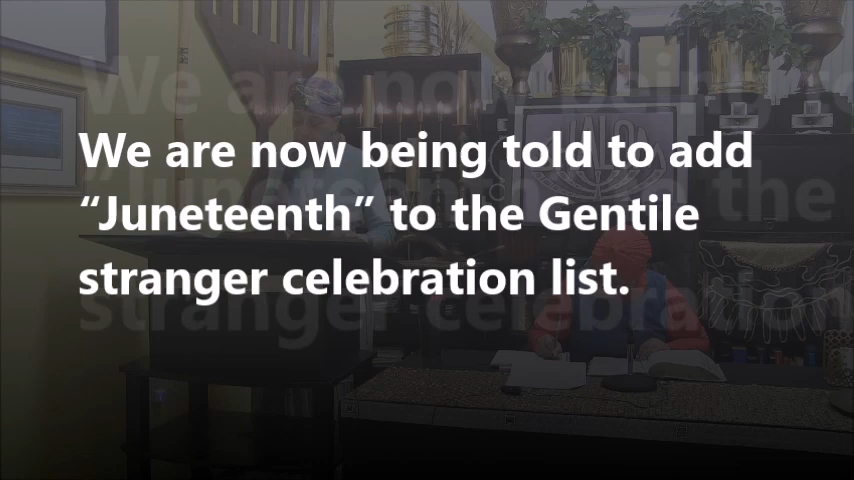 We are now being told to add
“Juneteenth” to the Gentile
stranger celebration list.